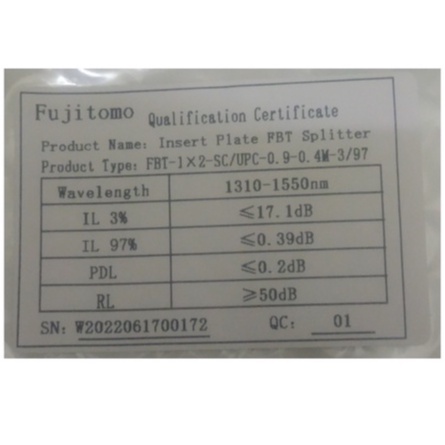 Fujitomo Qualification Certificate
Product Name: Insert Plate FBT Splitter
Product Type: FBT-1×2-SC/UPC-0.9-0.4M-3/97
Wavelength 1310-1550nm
IL 3% ≤17.1dB
IL 97% ≤0.39dB
PDL ≤0.2dB
RL ≥50dB
SN: W2022061700172 QC: 01